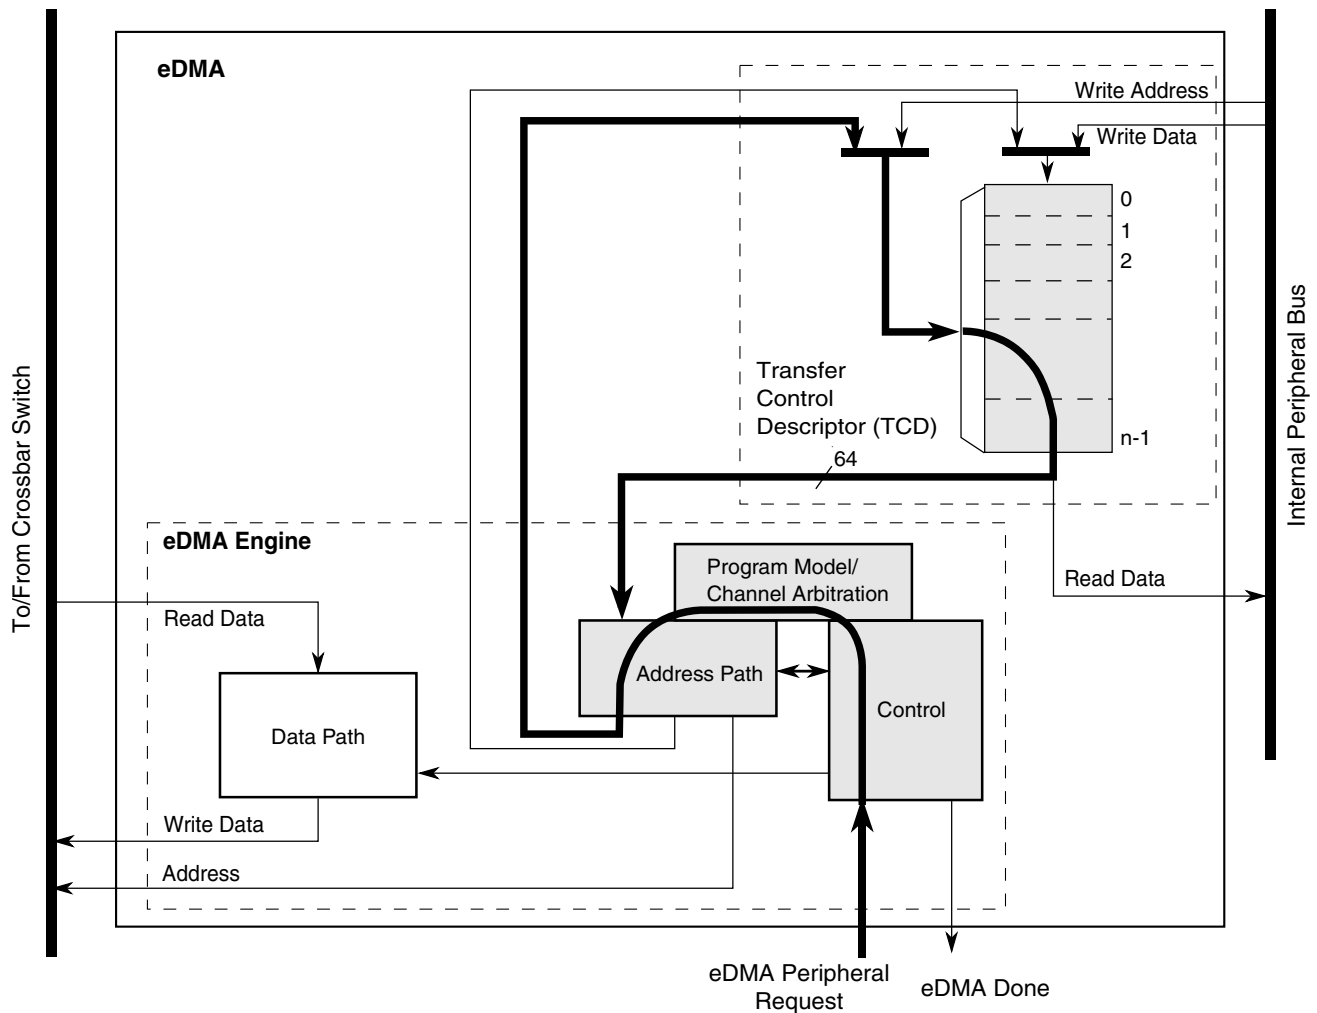 eDMA
Write Address
Write Data
0
1
2
n-1
Transfer
Control
Descriptor (TCD)
64
To/From Crossbar Switch
Internal Peripheral Bus
eDMA Engine
Program Model/
Channel Arbitration
Read Data
Read Data
Address Path
Control
Data Path
Write Data
Address
eDMA Peripheral
Request
eDMA Done